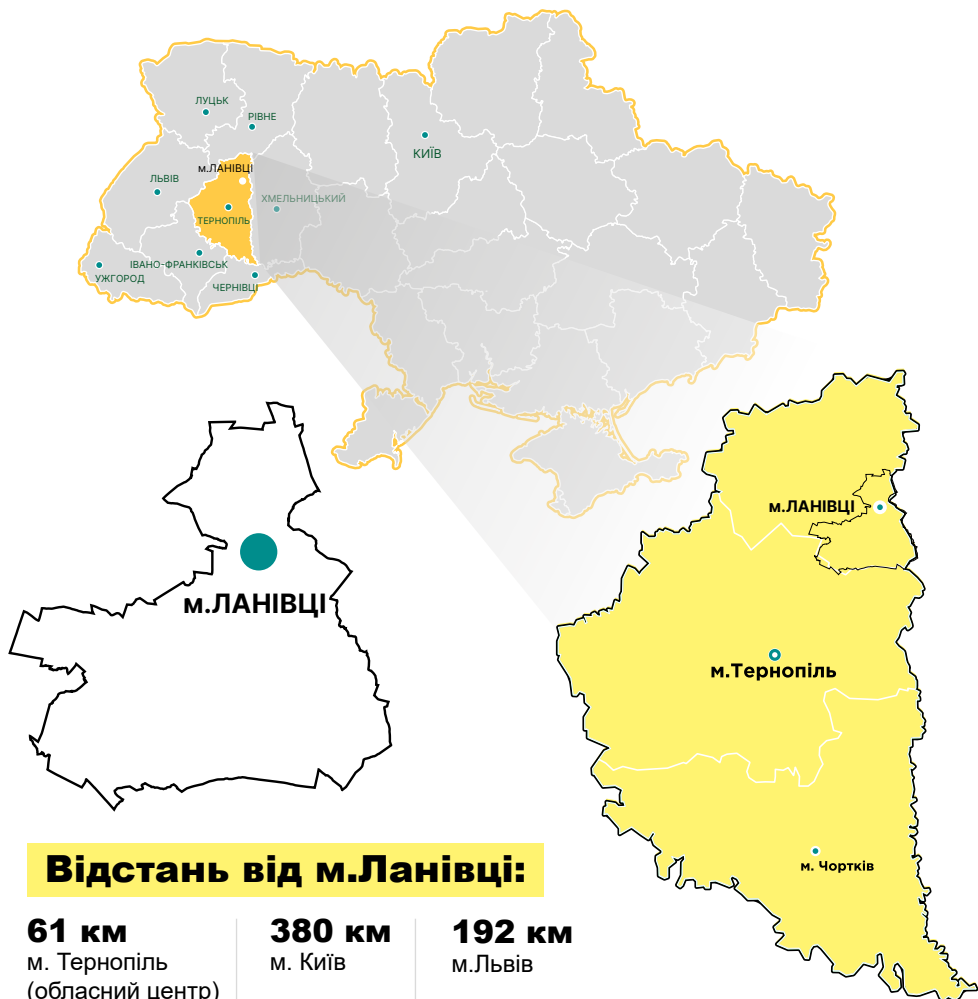 ЛУЦЬК
РІВНЕ
КИЇВ
м.ЛАНІВЦІ
ЛЬВІВ
ХМЕЛЬНИЦЬКИЙ
ТЕРНОПІЛЬ
ІВАНО-ФРАНКІВСЬК
УЖГОРОД
ЧЕРНІВЦІ
м.ЛАНІВЦІ
м.ЛАНІВЦІ
м.Тернопіль
м. Чортків
Відстань від м.Ланівці:
61 км
м. Тернопіль
(обласний центр)
380 км
м. Київ
192 км
м.Львів